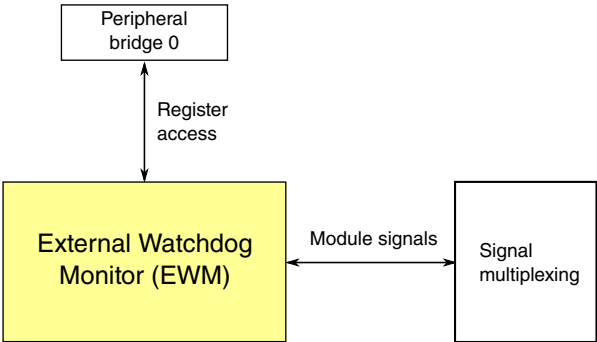 Peripheral
bridge 0
Register
access
External Watchdog
Monitor (EWM)
Module signals
Signal
multiplexing